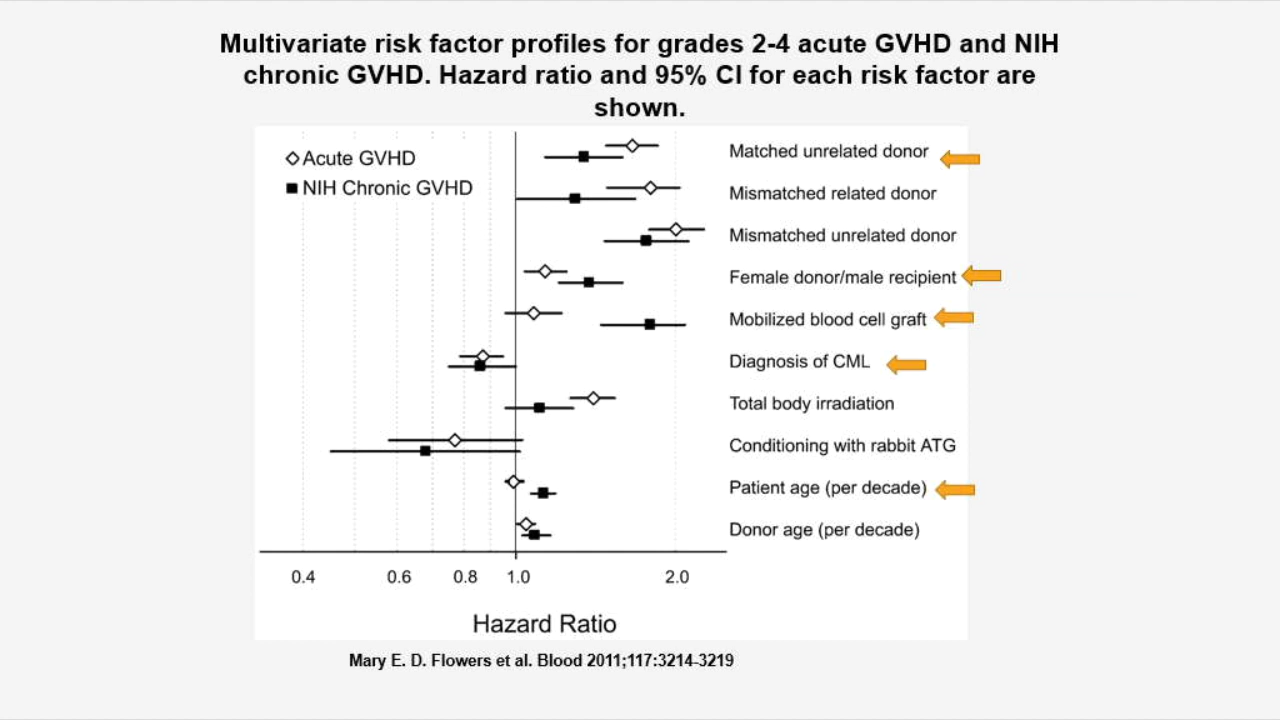 Multivariate risk factor profiles for grades 2-4 acute GVHD and NIH
chronic GVHD. Hazard ratio and 95% CI for each risk factor are
shown.
Acute GVHD
NIH Chronic GVHD
Matched unrelated donor
Mismatched related donor
Mismatched unrelated donor
Female donor/male recipient
Mobilized blood cell graft
Diagnosis of CML
Total body irradiation
Conditioning with rabbit ATG
Patient age (per decade)
Donor age (per decade)
0.4 0.6 0.8 1.0 2.0
Hazard Ratio
Mary E. D. Flowers et al. Blood 2011;117:3214-3219